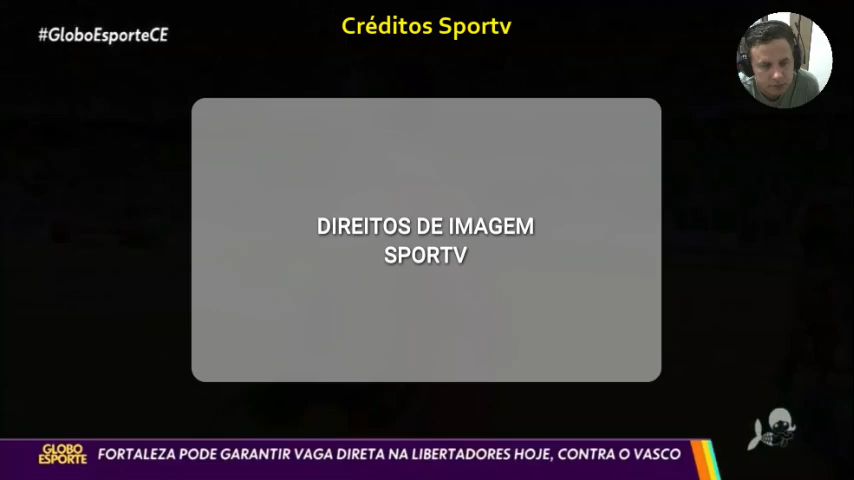 Créditos Sportv
#GloboEsporteCE
DIREITOS DE IMAGEM
SPORTV
GLOBO
ESPORTE
FORTALEZA PODE GARANTIR VAGA DIRETA NA LIBERTADORES HOJE, CONTRA O VASCO